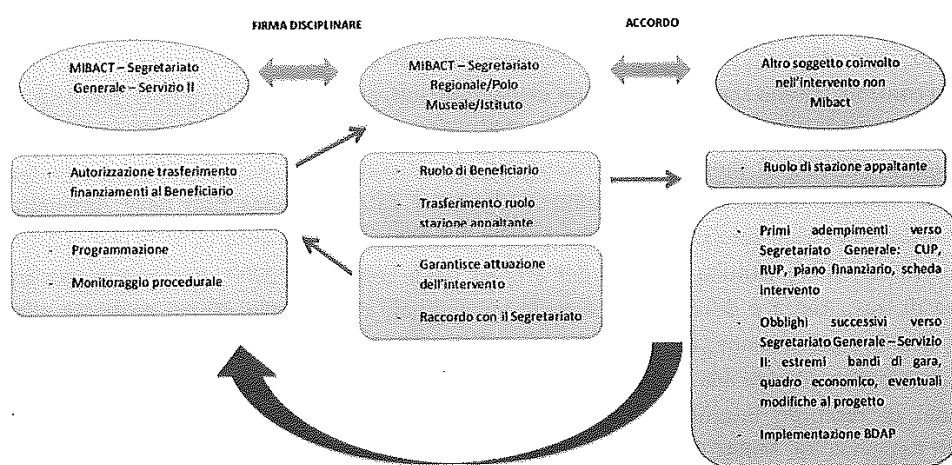 FIRMA DISCIPLINARE
ACCORDO
MIBACT – Segretariato
Generale – Servizio II
MIBACT – Segretariato
Regionale/Polo
Museale/Istituto
Altro soggetto coinvolto
nell'intervento non
Mibact
- Autorizzazione trasferimento
finanziamenti al Beneficiario
- Programmazione
- Monitoraggio procedurale
- Ruolo di Beneficiario
- Trasferimento ruolo
stazione appaltante
- Garantisce attuazione
dell'intervento
- Raccordo con il Segretariato
- Ruolo di stazione appaltante
- Primi adempimenti verso
Segretariato Generale: CUP,
RUP, piano finanziario, scheda
intervento
- Obblighi successivi verso
Segretariato Generale – Servizio
II: estremi bandi di gara,
quadro economico, eventuali
modifiche al progetto
- Implementazione BDAP